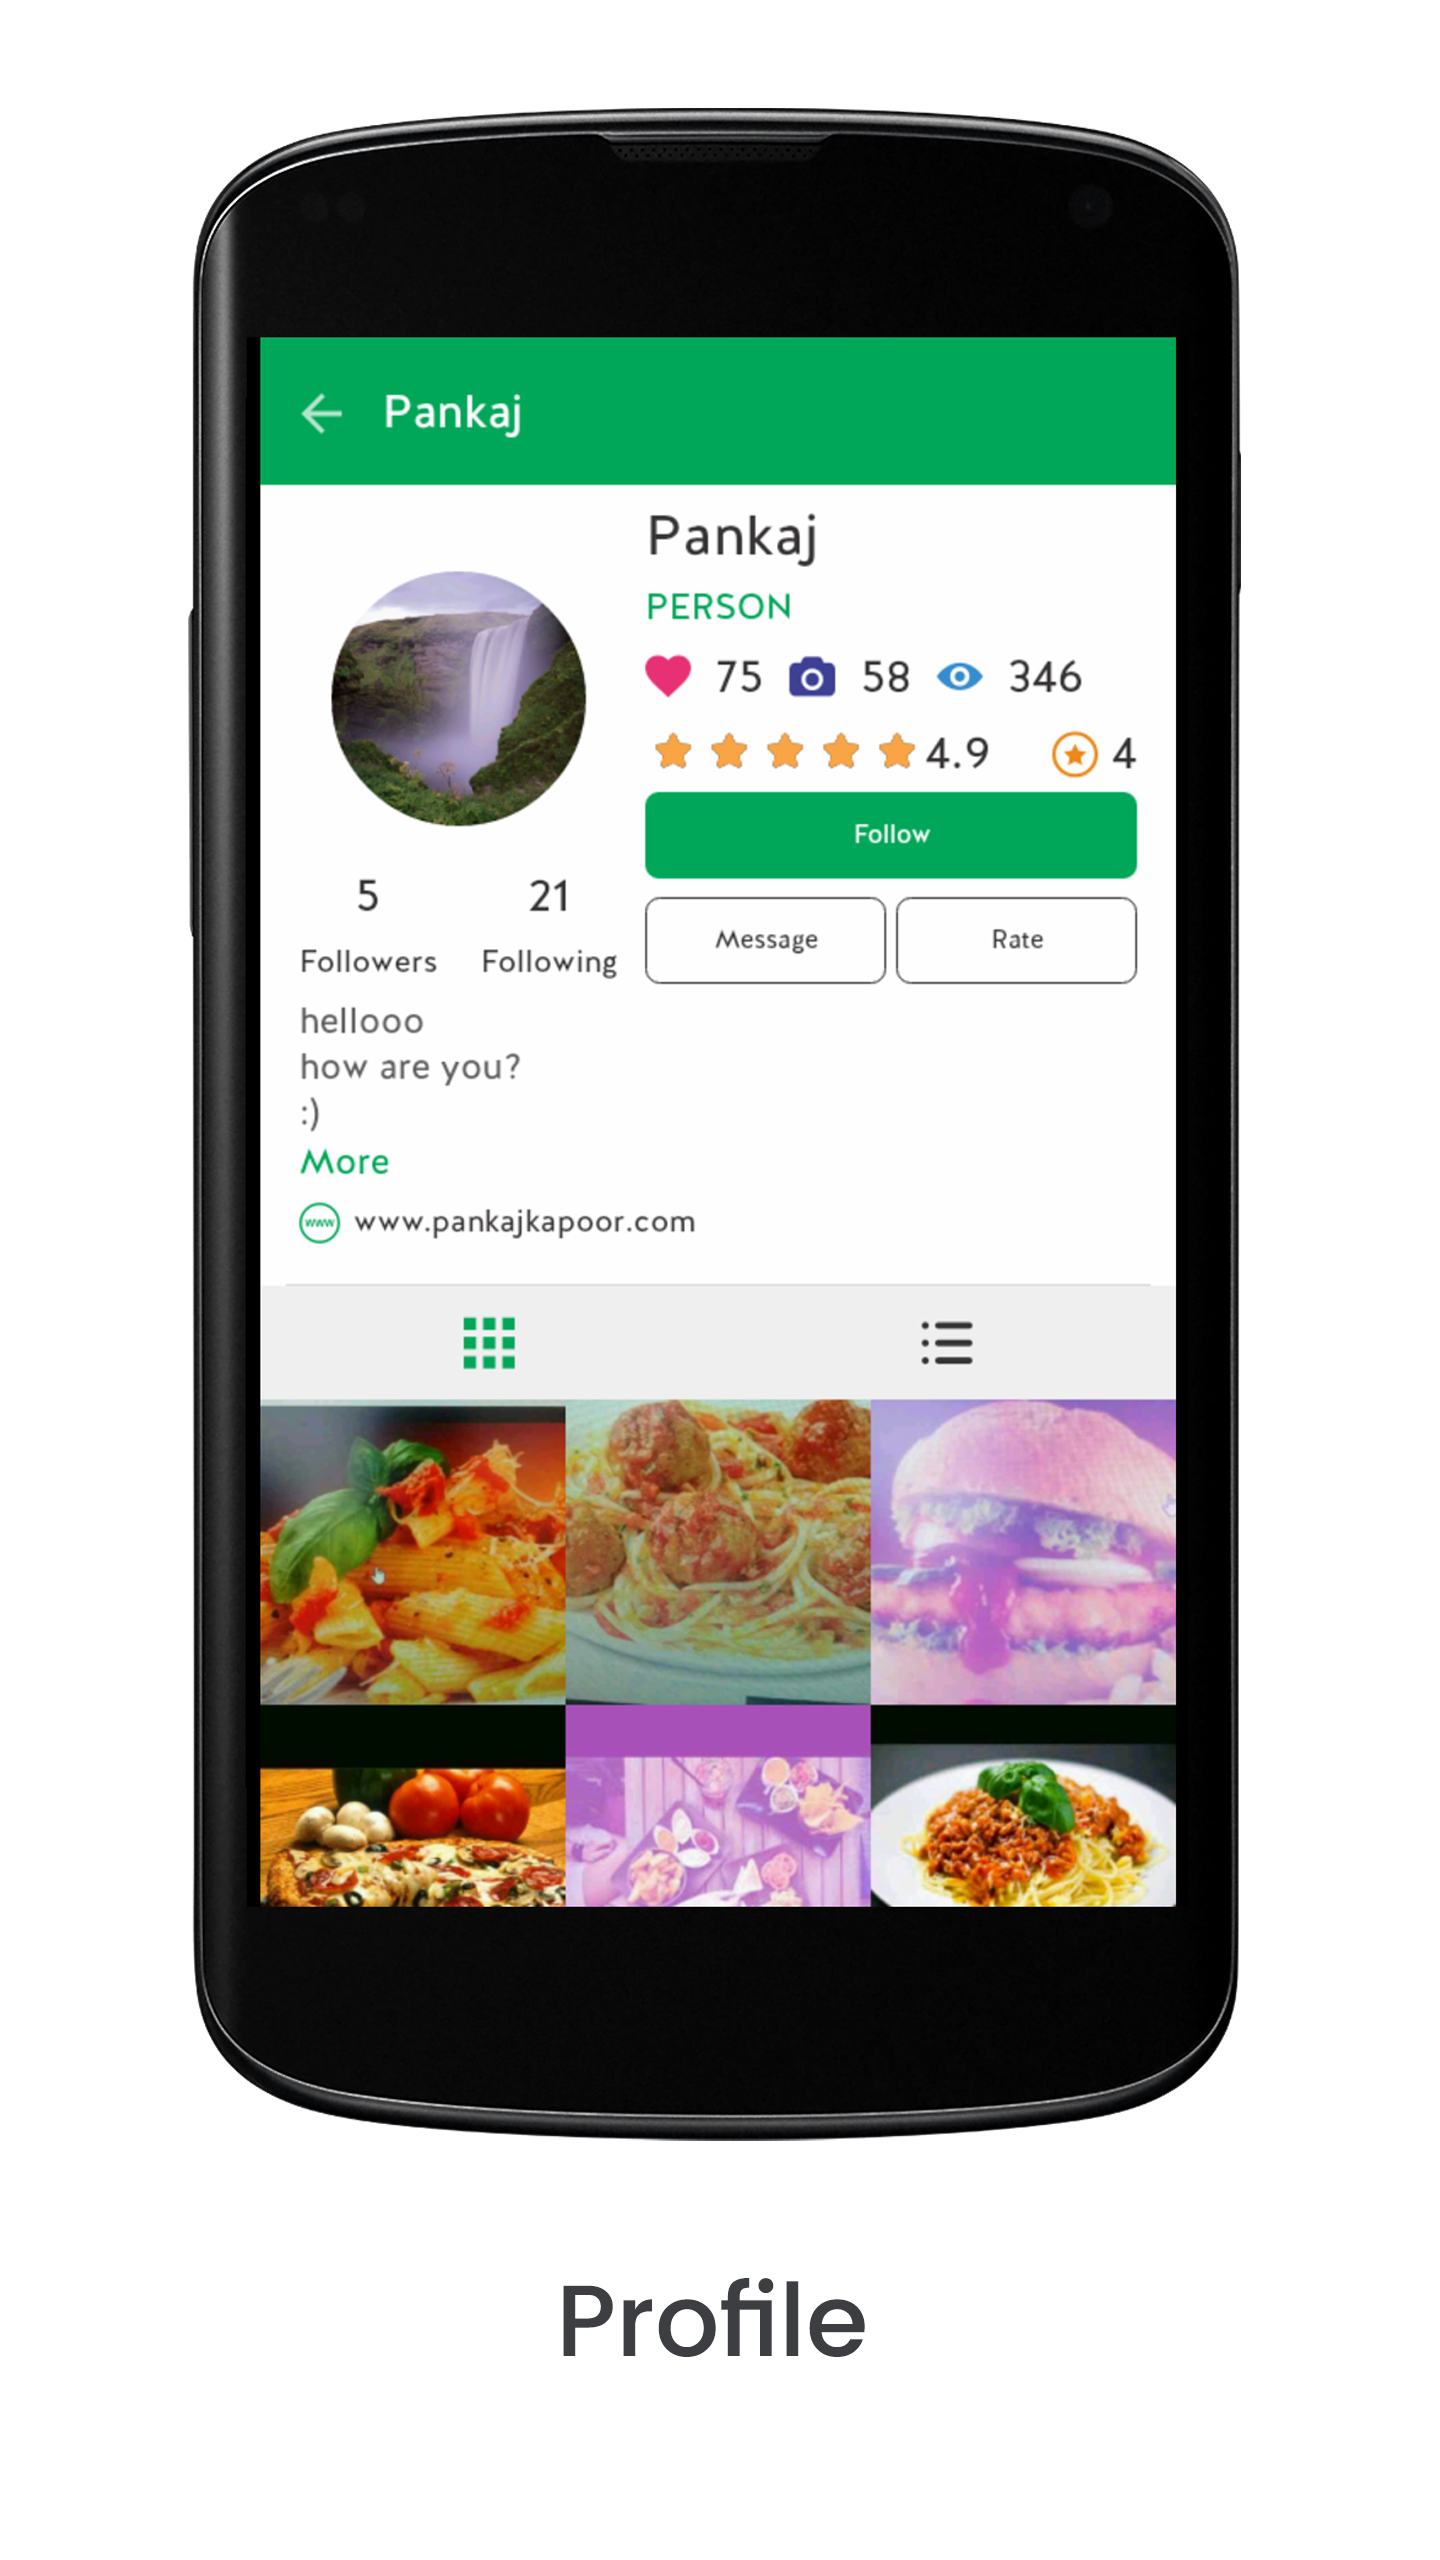 Pankaj
Pankaj
PERSON
75 58 346
4.9 4
Follow
Message Rate
5 21
Followers Following
hellooo
how are you?
:)
More
www www.pankajkapoor.com
Profile